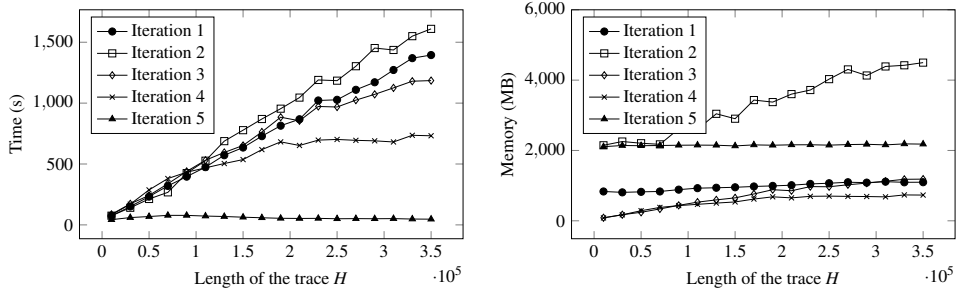 Iteration 1
Iteration 2
Iteration 3
Iteration 4
Iteration 5
1,500
1,000
500
0
Time (s)
0 0.5 1 1.5 2 2.5 3 3.5
·10^5
Length of the trace H
Iteration 1
Iteration 2
Iteration 3
Iteration 4
Iteration 5
6,000
4,000
2,000
0
Memory (MB)
0 0.5 1 1.5 2 2.5 3 3.5
·10^5
Length of the trace H